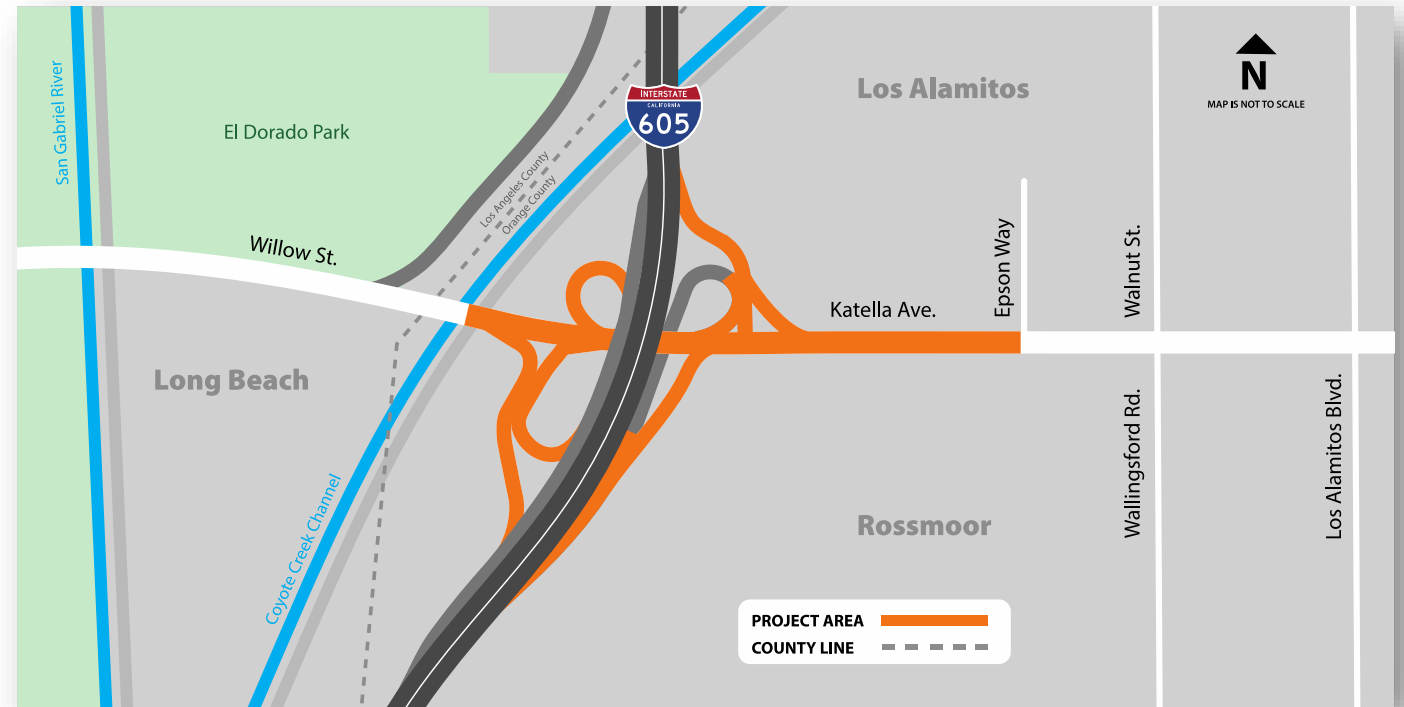 San Gabriel River
El Dorado Park
INTERSTATE
CALIFORNIA
605
Los Alamitos
N
MAP IS NOT TO SCALE
Los Angeles County
Orange County
Willow St.
Katella Ave.
Epson Way
Walnut St.
Long Beach
Coyote Creek Channel
Rossmoor
Wallingsford Rd.
Los Alamitos Blvd.
PROJECT AREA
COUNTY LINE